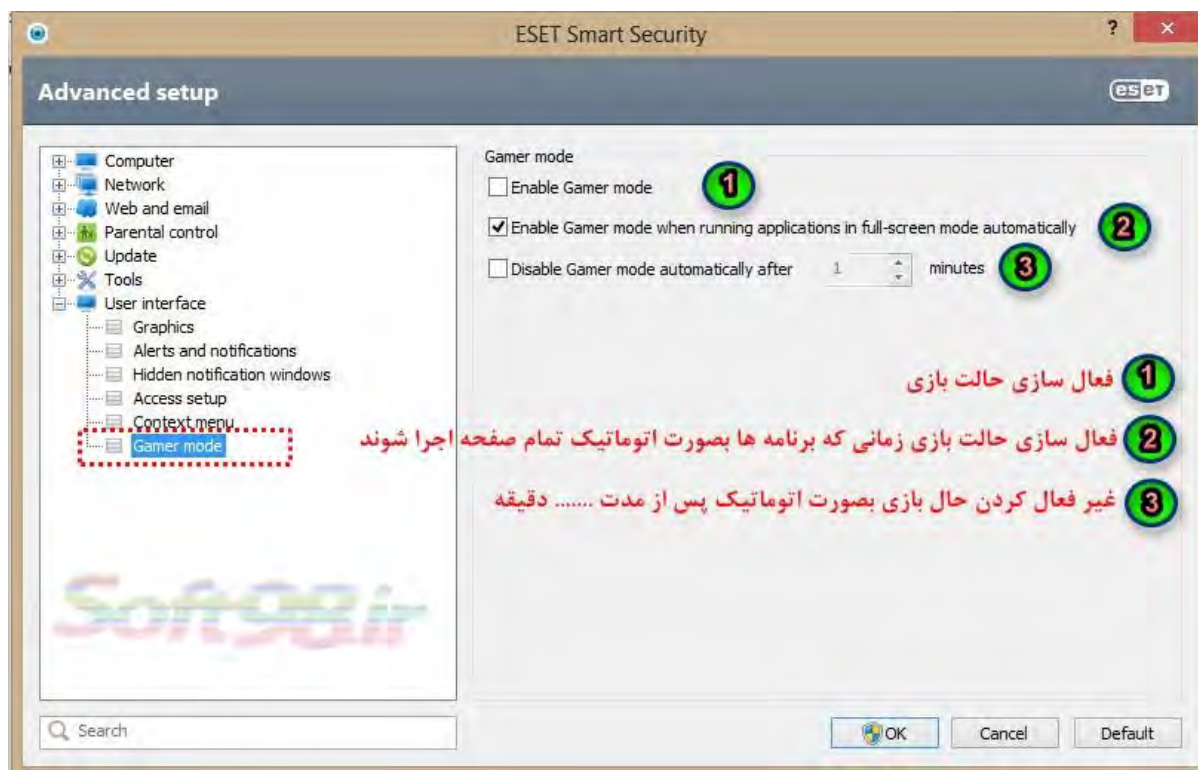 ESET Smart Security
?
Advanced setup
eset
Computer
Network
Web and email
Parental control
Update
Tools
User interface
Graphics
Alerts and notifications
Hidden notification windows
Access setup
Context menu
Gamer mode
Gamer mode
Enable Gamer mode 1
Enable Gamer mode when running applications in full-screen mode automatically 2
Disable Gamer mode automatically after 1 minutes 3
1 فعال سازی حالت بازی
2 فعال سازی حالت بازی زمانی که برنامه ها بصورت اتوماتیک تمام صفحه اجرا شوند
3 غیر فعال کردن حال بازی بصورت اتوماتیک پس از مدت ....... دقیقه
Soft98.ir
Search
OK Cancel Default